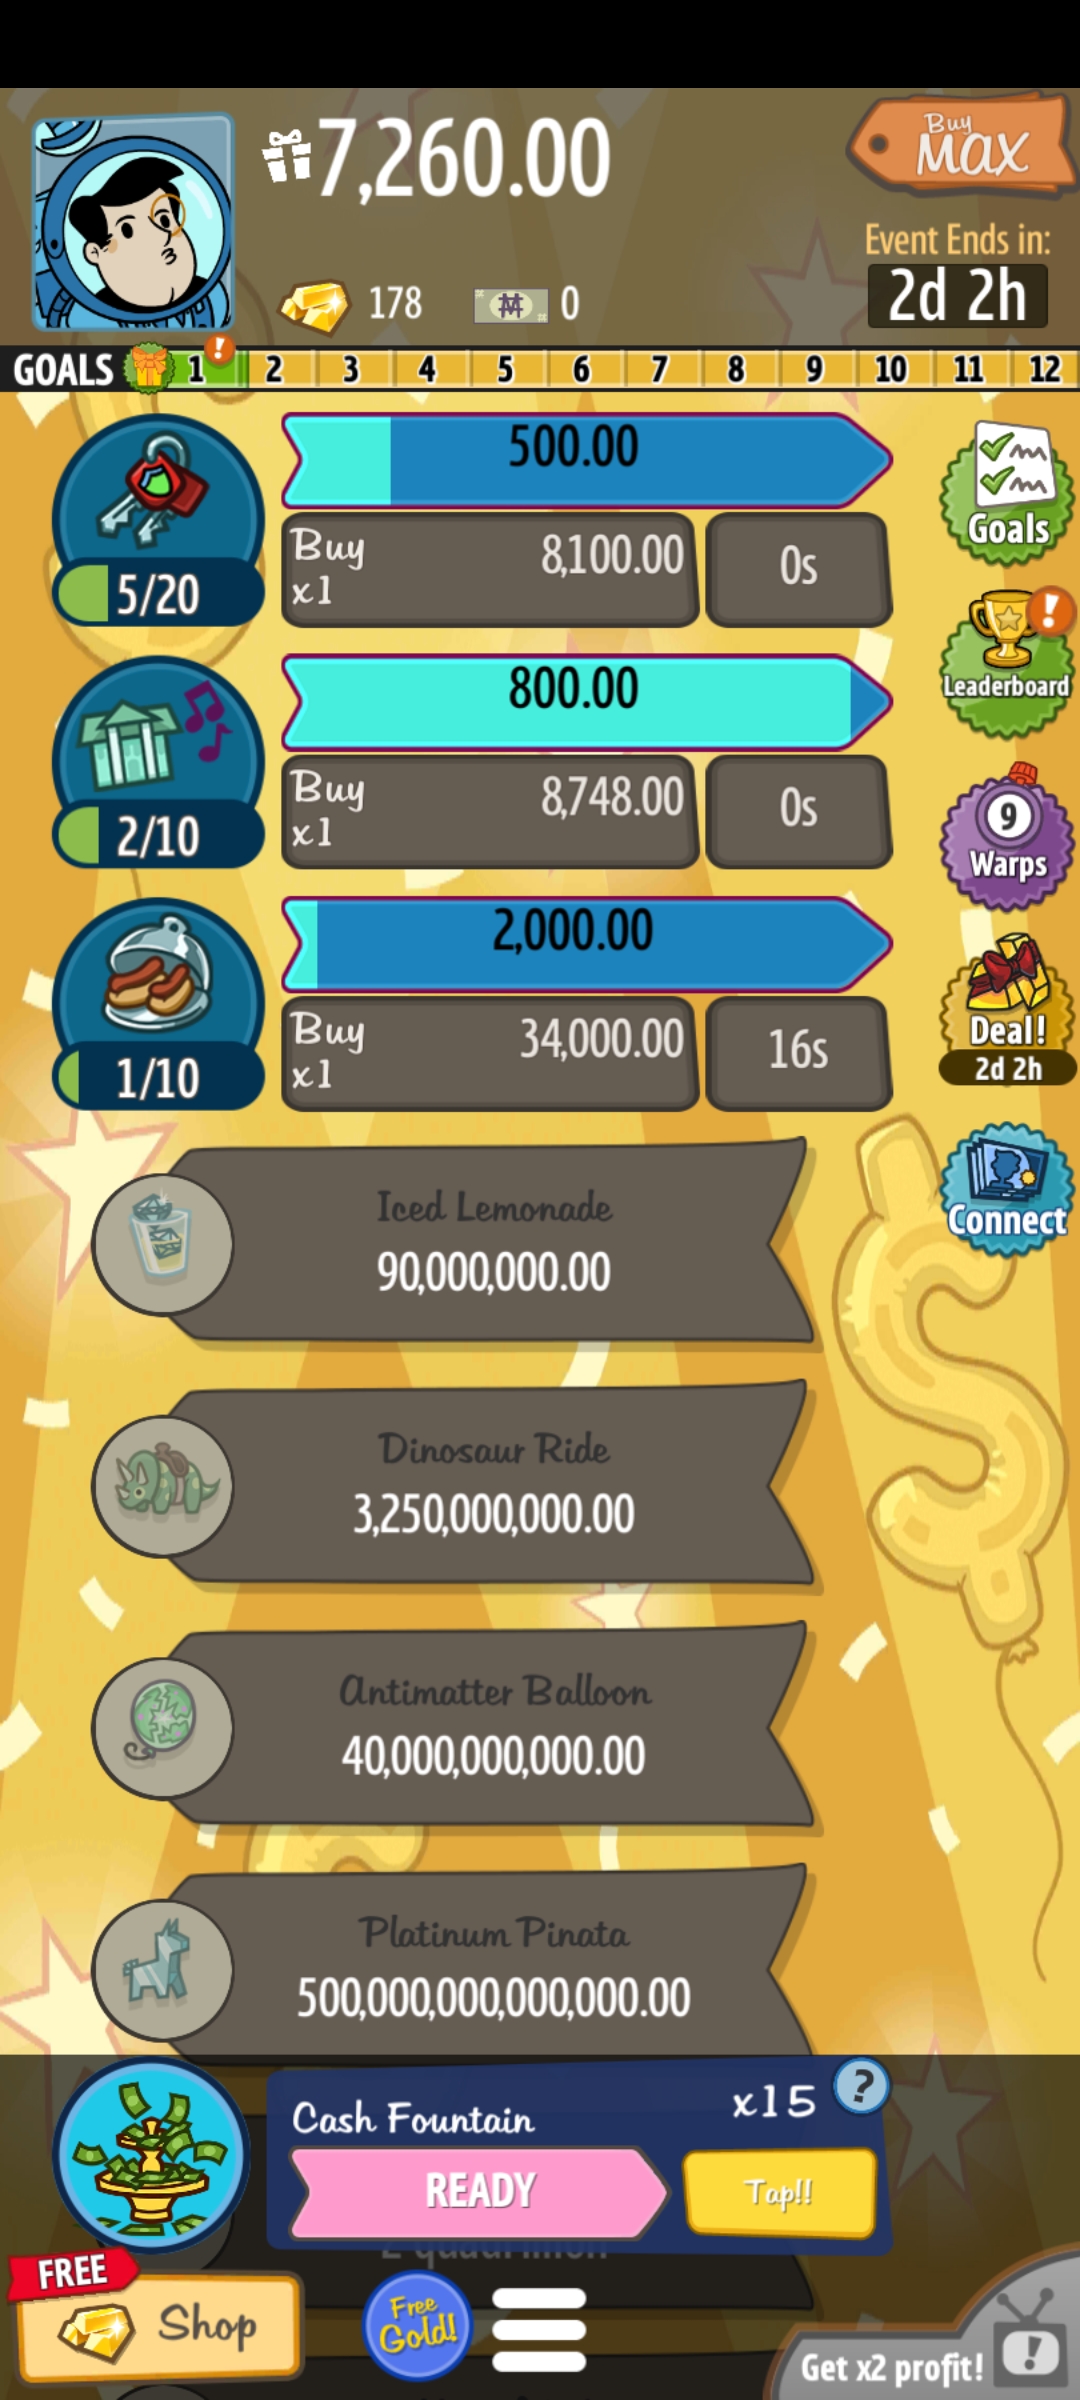 7,260.00
Buy
MAX
Event Ends in:
178
0
2d 2h
GOALS 1 ! 2 3 4 5 6 7 8 9 10 11 12
500.00
Buy
x1
8,100.00
0s
5/20
Goals
800.00
Buy
x1
8,748.00
0s
2/10
!
Leaderboard
9
Warps
2,000.00
Buy
x1
34,000.00
16s
1/10
Deal!
2d 2h
Connect
Iced Lemonade
90,000,000.00
Dinosaur Ride
3,250,000,000.00
Antimatter Balloon
40,000,000,000.00
Platinum Pinata
500,000,000,000,000.00
Cash Fountain
x15
?
READY
Tap!!
FREE
Shop
Free
Gold!
Get x2 profit!
!